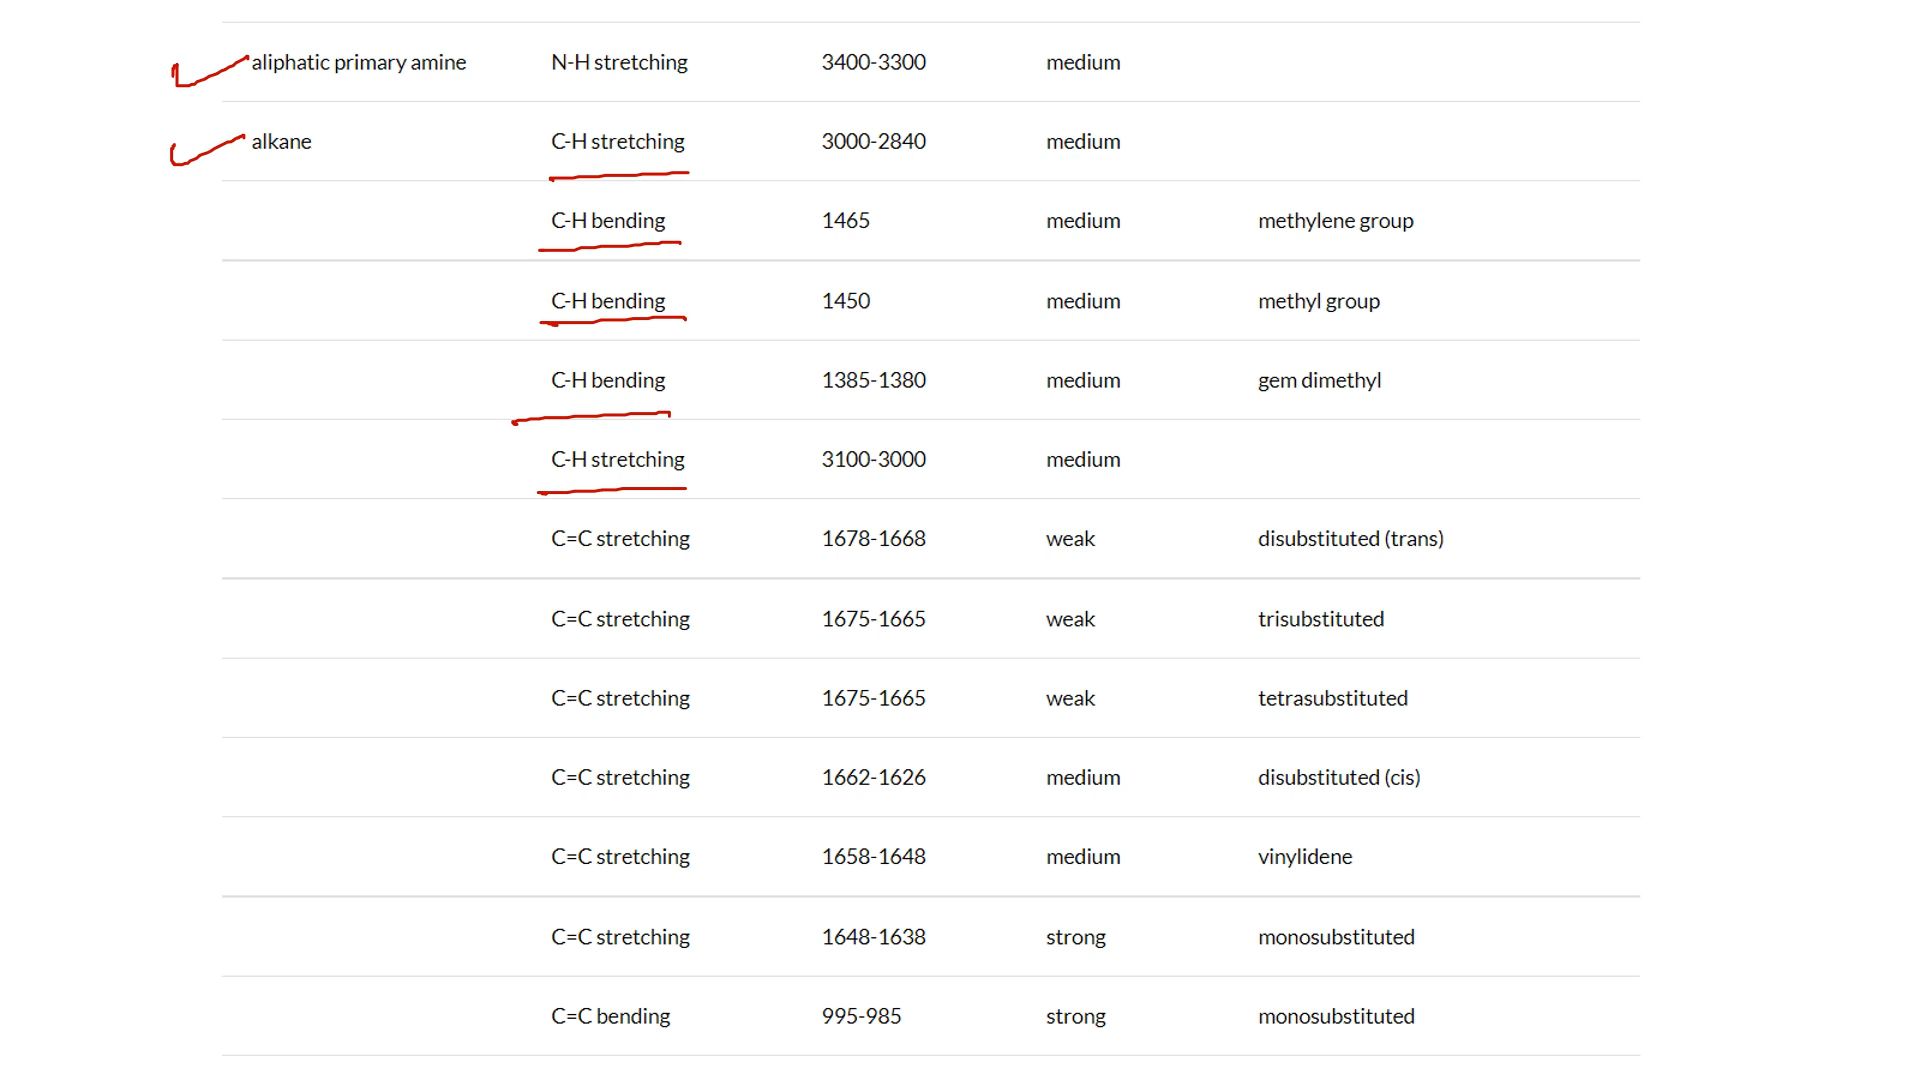 aliphatic primary amine N-H stretching 3400-3300 medium
alkane C-H stretching 3000-2840 medium
C-H bending 1465 medium methylene group
C-H bending 1450 medium methyl group
C-H bending 1385-1380 medium gem dimethyl
C-H stretching 3100-3000 medium
C=C stretching 1678-1668 weak disubstituted (trans)
C=C stretching 1675-1665 weak trisubstituted
C=C stretching 1675-1665 weak tetrasubstituted
C=C stretching 1662-1626 medium disubstituted (cis)
C=C stretching 1658-1648 medium vinylidene
C=C stretching 1648-1638 strong monosubstituted
C=C bending 995-985 strong monosubstituted